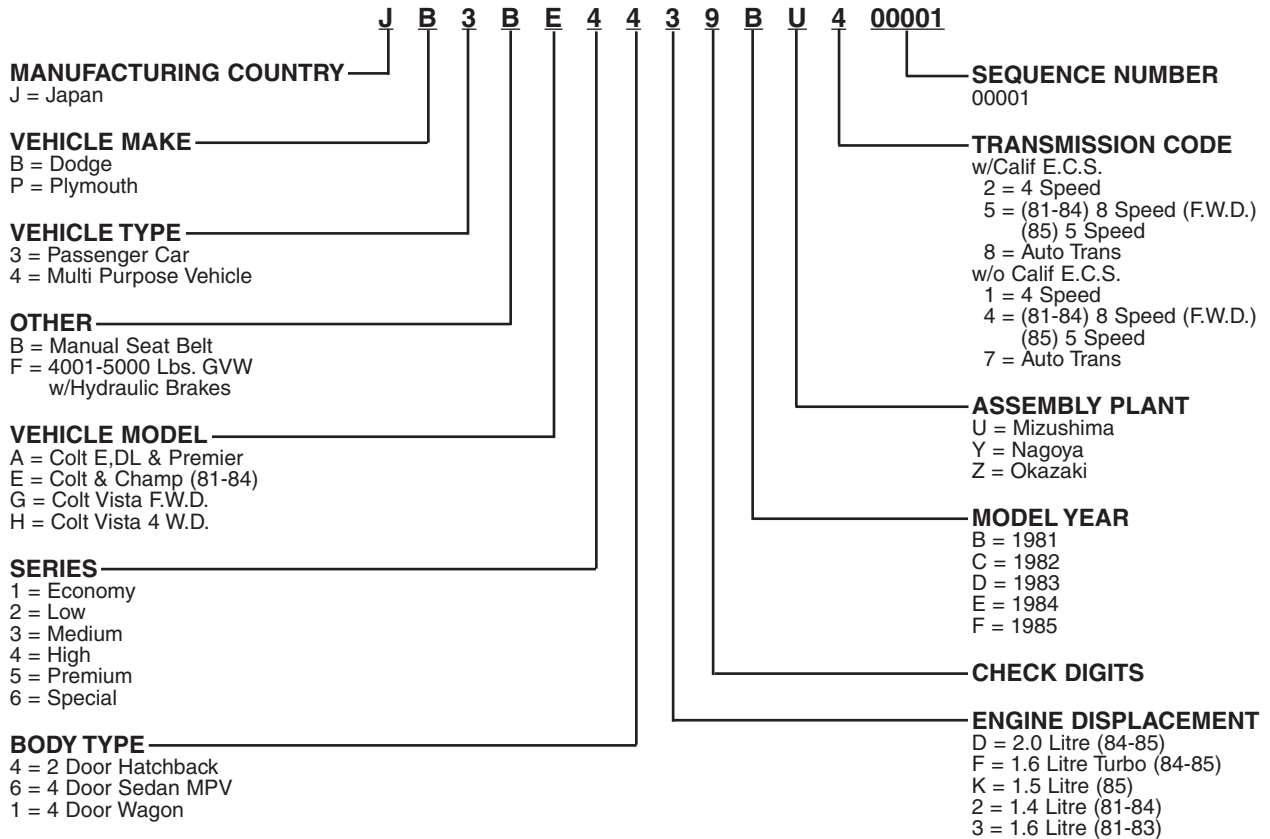 J B 3 B E 4 4 3 9 B U 4 00001
MANUFACTURING COUNTRY
J = Japan
VEHICLE MAKE
B = Dodge
P = Plymouth
VEHICLE TYPE
3 = Passenger Car
4 = Multi Purpose Vehicle
OTHER
B = Manual Seat Belt
F = 4001-5000 Lbs. GVW
w/Hydraulic Brakes
VEHICLE MODEL
A = Colt E,DL & Premier
E = Colt & Champ (81-84)
G = Colt Vista F.W.D.
H = Colt Vista 4 W.D.
SERIES
1 = Economy
2 = Low
3 = Medium
4 = High
5 = Premium
6 = Special
BODY TYPE
4 = 2 Door Hatchback
6 = 4 Door Sedan MPV
1 = 4 Door Wagon
SEQUENCE NUMBER
00001
TRANSMISSION CODE
w/Calif E.C.S.
2 = 4 Speed
5 = (81-84) 8 Speed (F.W.D.)
(85) 5 Speed
8 = Auto Trans
w/o Calif E.C.S.
1 = 4 Speed
4 = (81-84) 8 Speed (F.W.D.)
(85) 5 Speed
7 = Auto Trans
ASSEMBLY PLANT
U = Mizushima
Y = Nagoya
Z = Okazaki
MODEL YEAR
B = 1981
C = 1982
D = 1983
E = 1984
F = 1985
CHECK DIGITS
ENGINE DISPLACEMENT
D = 2.0 Litre (84-85)
F = 1.6 Litre Turbo (84-85)
K = 1.5 Litre (85)
2 = 1.4 Litre (81-84)
3 = 1.6 Litre (81-83)